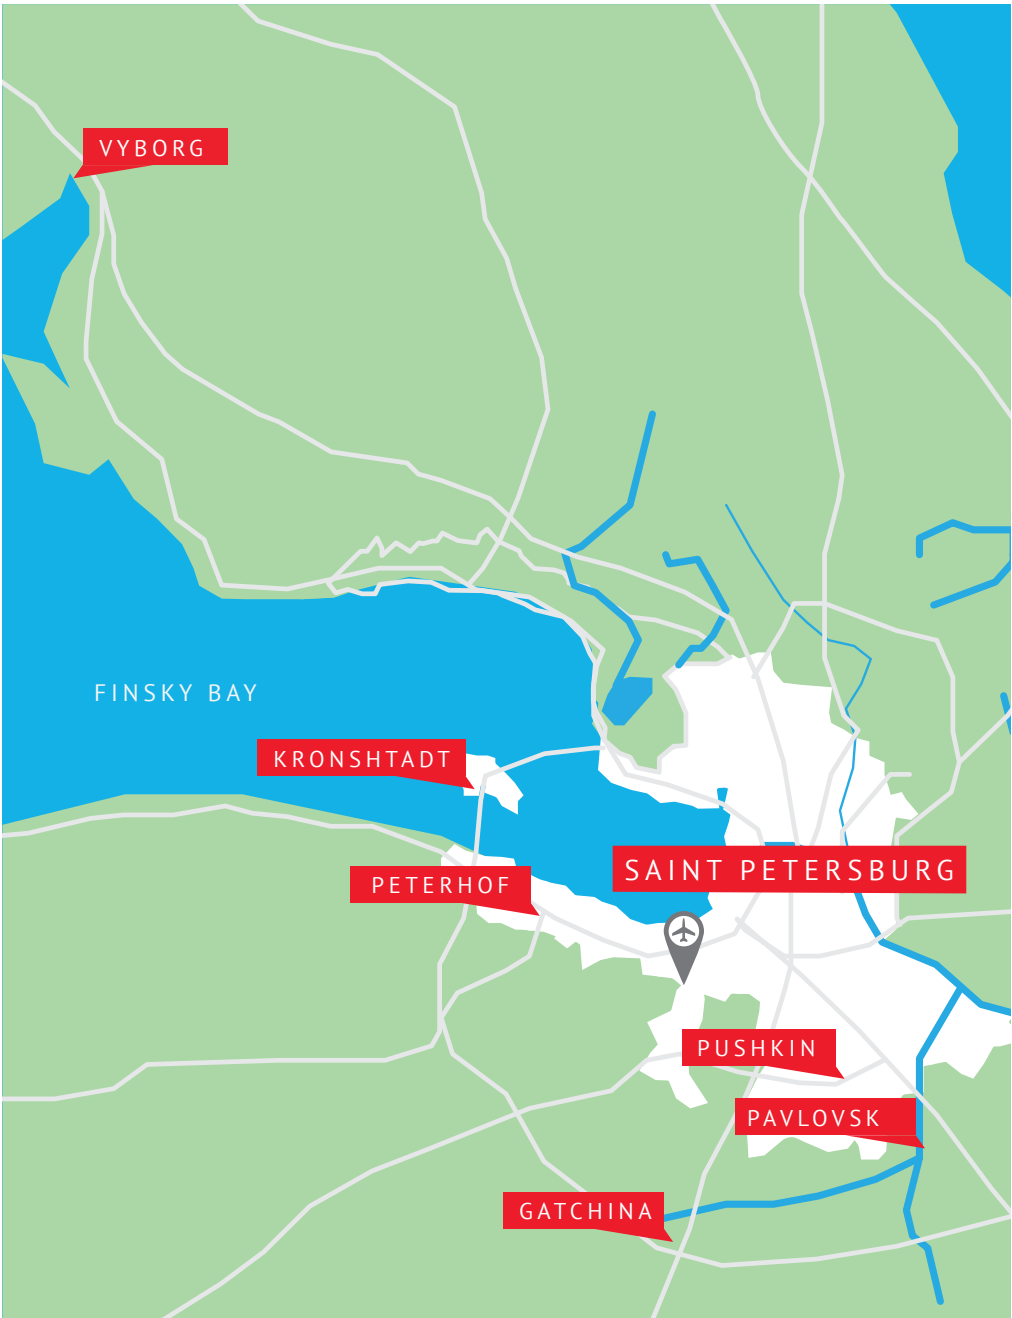 VYBORG
FINSKY BAY
KRONSHTADT
SAINT PETERSBURG
PETERHOF
PUSHKIN
PAVLOVSK
GATCHINA